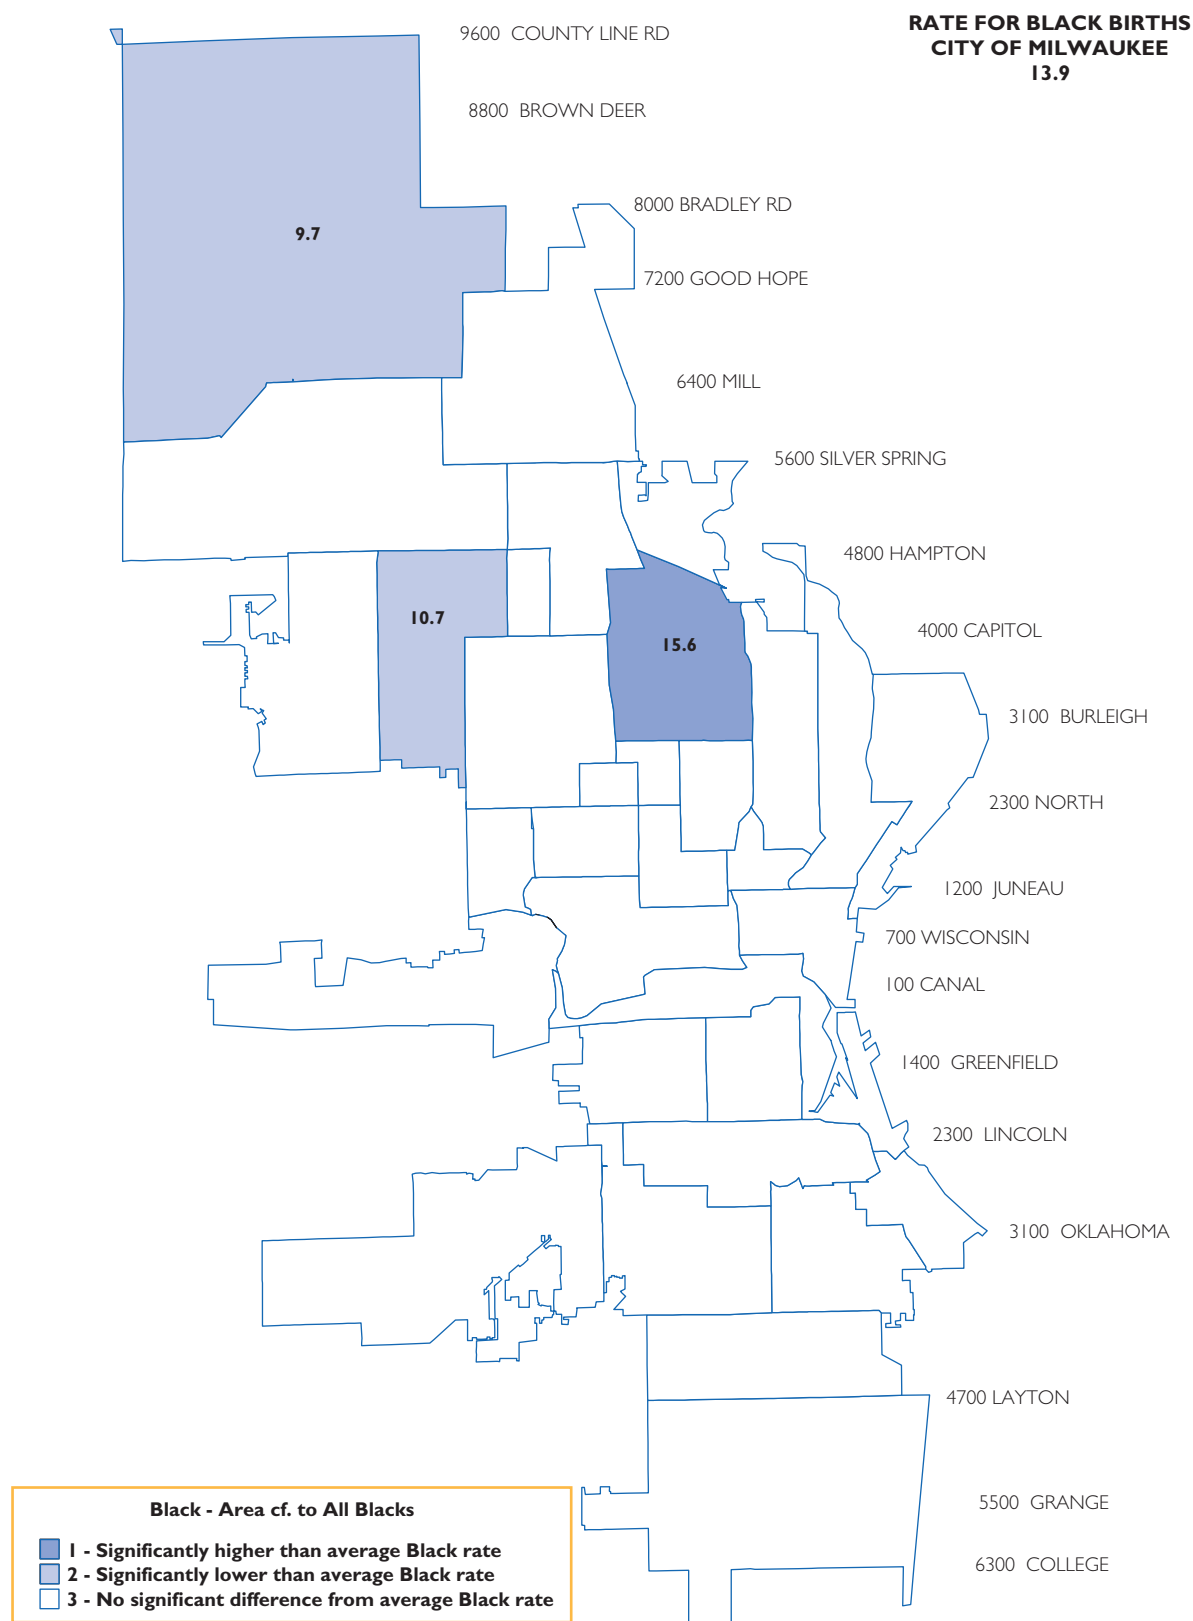 RATE FOR BLACK BIRTHS
CITY OF MILWAUKEE
13.9
9600 COUNTY LINE RD
8800 BROWN DEER
8000 BRADLEY RD
9.7
7200 GOOD HOPE
6400 MILL
5600 SILVER SPRING
4800 HAMPTON
10.7
4000 CAPITOL
15.6
3100 BURLEIGH
2300 NORTH
1200 JUNEAU
700 WISCONSIN
100 CANAL
1400 GREENFIELD
2300 LINCOLN
3100 OKLAHOMA
4700 LAYTON
5500 GRANGE
6300 COLLEGE
Black - Area cf. to All Blacks
1 - Significantly higher than average Black rate
2 - Significantly lower than average Black rate
3 - No significant difference from average Black rate